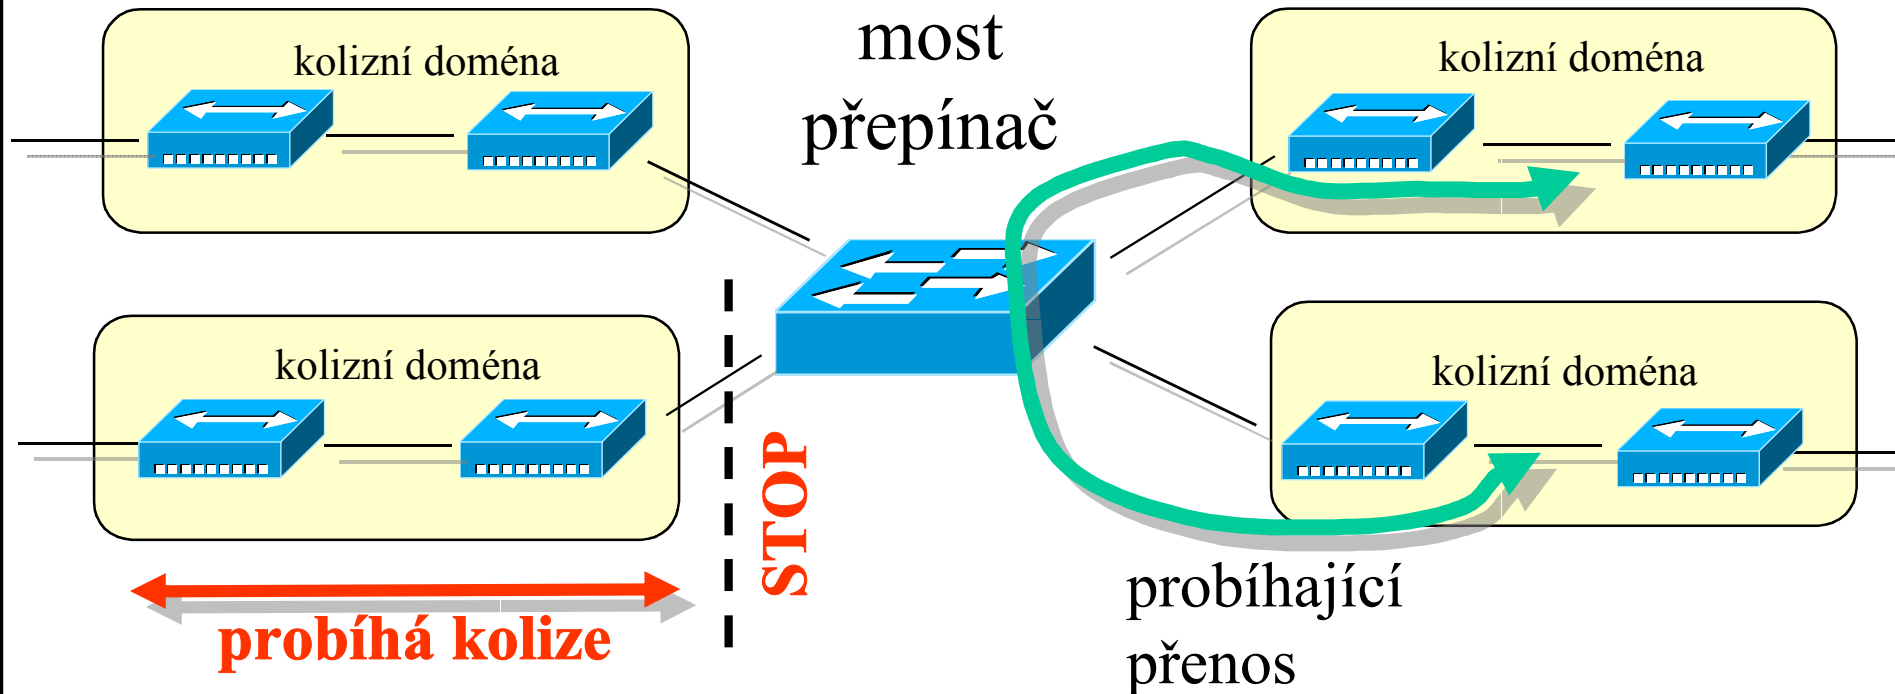 kolizní doména
most
přepínač
kolizní doména
kolizní doména
kolizní doména
STOP
probíhá kolize
probíhající
přenos